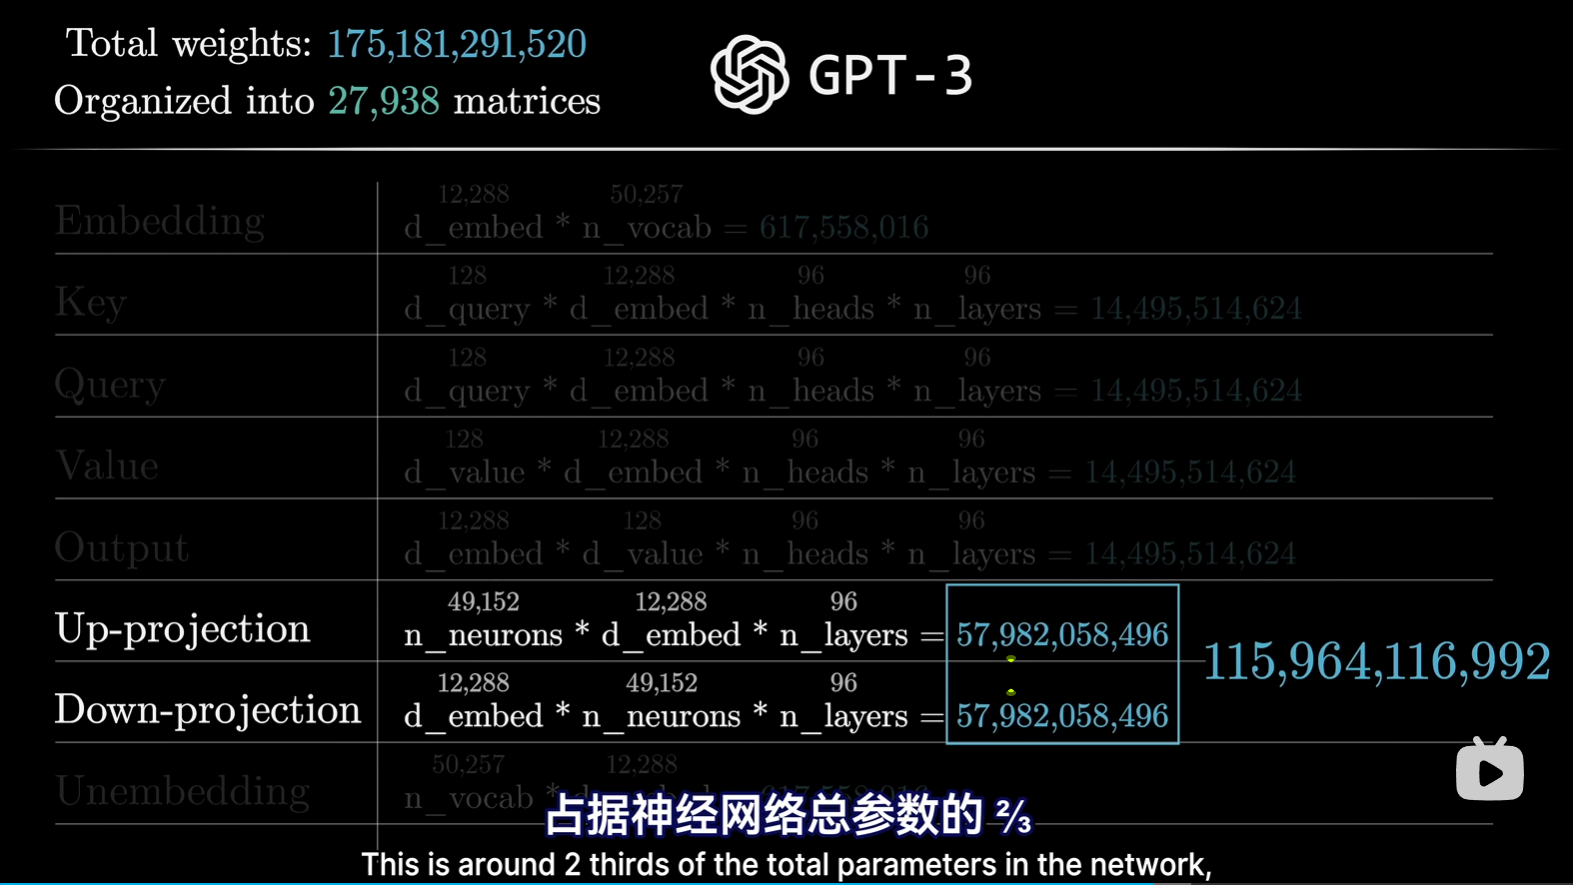 Total weights: 175,181,291,520
Organized into 27,938 matrices
GPT-3
12,288 50,257
Embedding d_embed * n_vocab = 617,558,016
128 12,288 96 96
Key d_query * d_embed * n_heads * n_layers = 14,495,514,624
128 12,288 96 96
Query d_query * d_embed * n_heads * n_layers = 14,495,514,624
128 12,288 96 96
Value d_value * d_embed * n_heads * n_layers = 14,495,514,624
12,288 128 96 96
Output d_embed * d_value * n_heads * n_layers = 14,495,514,624
49,152 12,288 96
Up-projection n_neurons * d_embed * n_layers = 57,982,058,496
115,964,116,992
12,288 49,152 96
Down-projection d_embed * n_neurons * n_layers = 57,982,058,496
50,257 12,288
Unembedding n_vocab
占据神经网络总参数的 ⅔
This is around 2 thirds of the total parameters in the network,